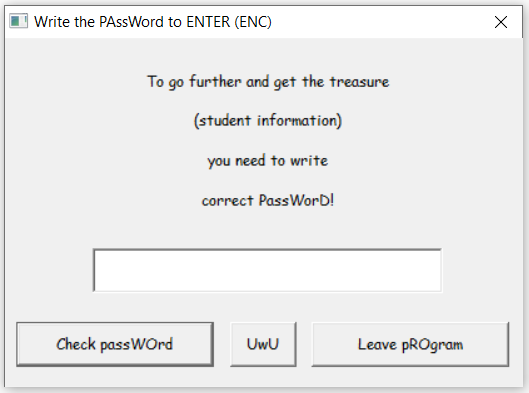 Write the PAssWord to ENTER (ENC)
To go further and get the treasure
(student information)
you need to write
correct PassWorD!
Check passWOrd
UwU
Leave pROgram